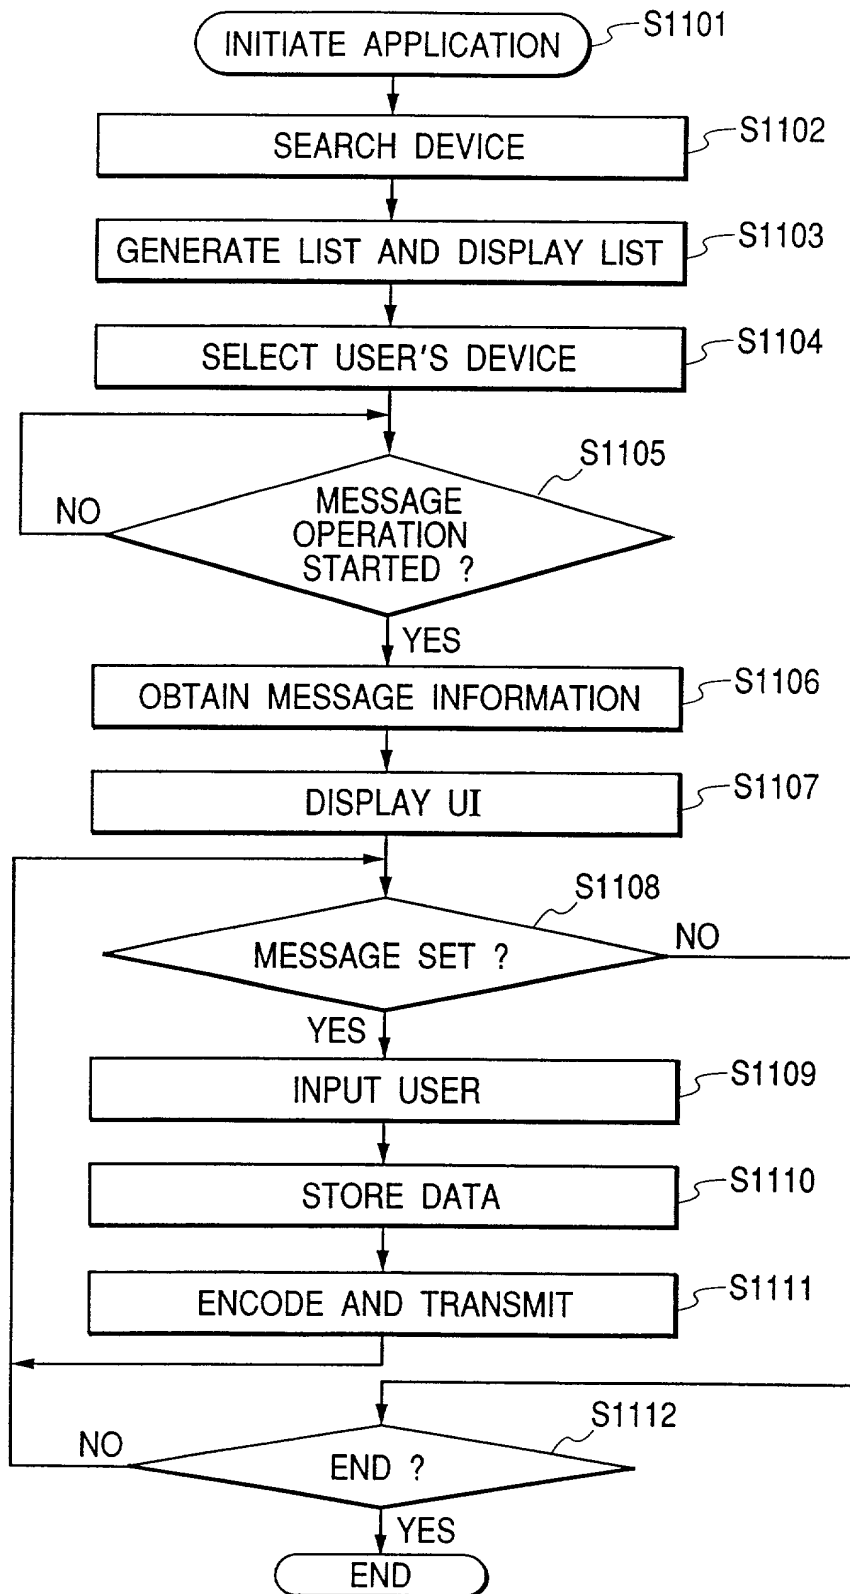 INITIATE APPLICATION
S1101
SEARCH DEVICE
S1102
GENERATE LIST AND DISPLAY LIST
S1103
SELECT USER'S DEVICE
S1104
S1105
MESSAGE
OPERATION
STARTED ?
NO
YES
OBTAIN MESSAGE INFORMATION
S1106
DISPLAY UI
S1107
S1108
MESSAGE SET ?
NO
YES
INPUT USER
S1109
STORE DATA
S1110
ENCODE AND TRANSMIT
S1111
S1112
NO
END ?
YES
END